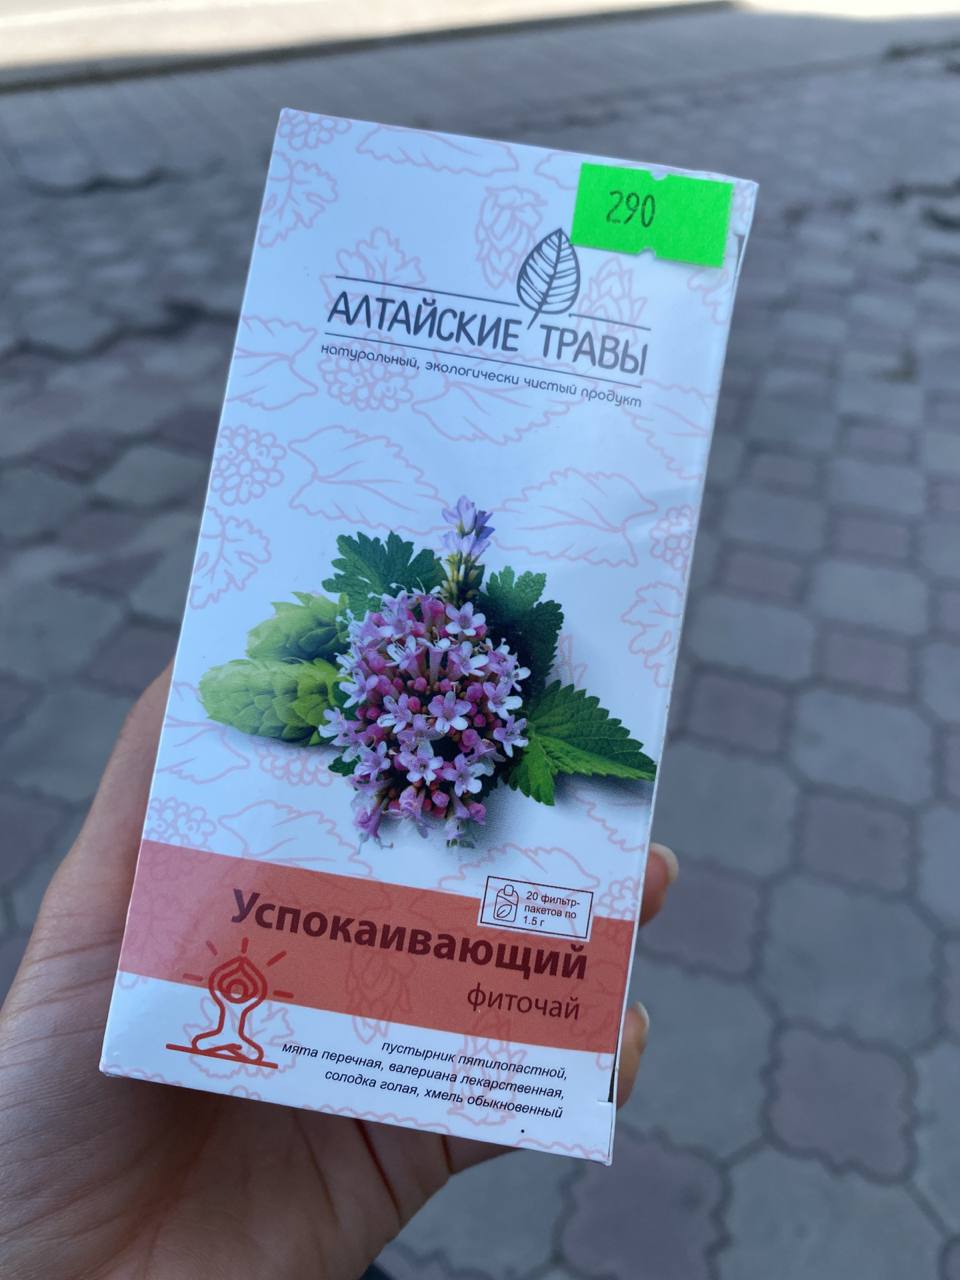 290
АЛТАЙСКИЕ ТРАВЫ
натуральный, экологически чистый продукт
20 фильтр-
пакетов по
1.5 г
Успокаивающий
фиточай
пустырник пятилопастной,
мята перечная, валериана лекарственная,
солодка голая, хмель обыкновенный